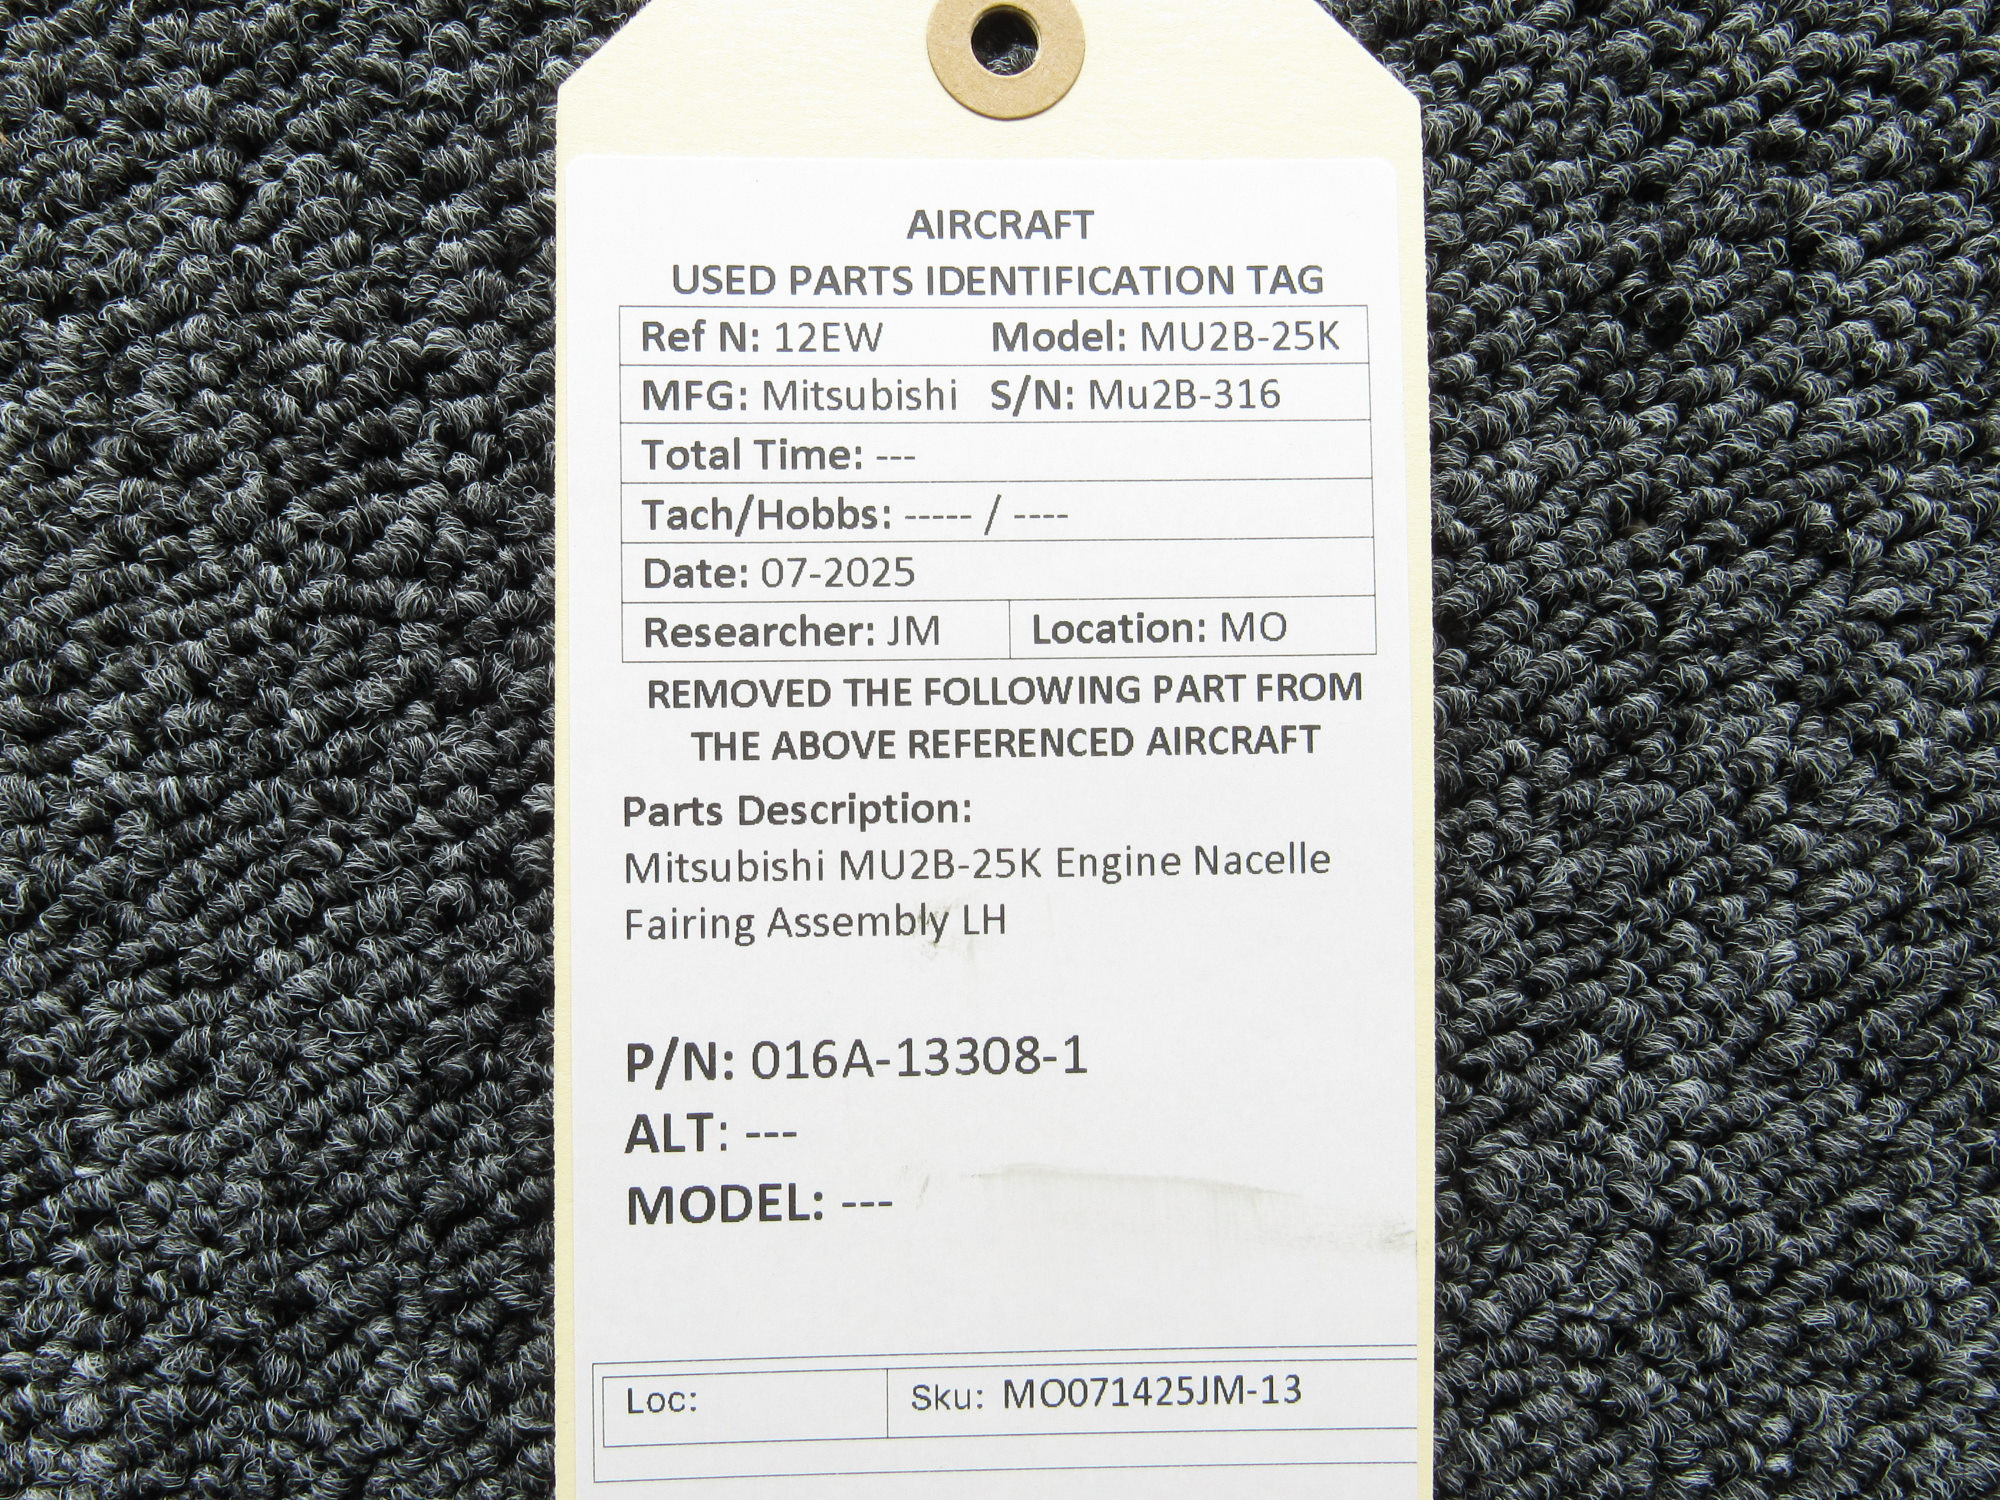 AIRCRAFT
USED PARTS IDENTIFICATION TAG
Ref N: 12EW Model: MU2B-25K
MFG: Mitsubishi S/N: Mu2B-316
Total Time: ---
Tach/Hobbs: ----- / ----
Date: 07-2025
Researcher: JM Location: MO
REMOVED THE FOLLOWING PART FROM
THE ABOVE REFERENCED AIRCRAFT
Parts Description:
Mitsubishi MU2B-25K Engine Nacelle
Fairing Assembly LH
P/N: 016A-13308-1
ALT: ---
MODEL: ---
Loc: Sku: MO071425JM-13